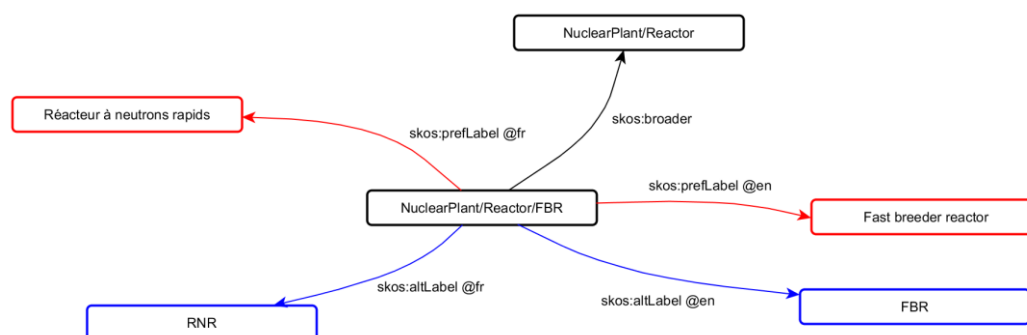 NuclearPlant/Reactor
Réacteur à neutrons rapids
skos:broader
skos:prefLabel @fr
skos:prefLabel @en
NuclearPlant/Reactor/FBR
Fast breeder reactor
skos:altLabel @fr
skos:altLabel @en
FBR
RNR